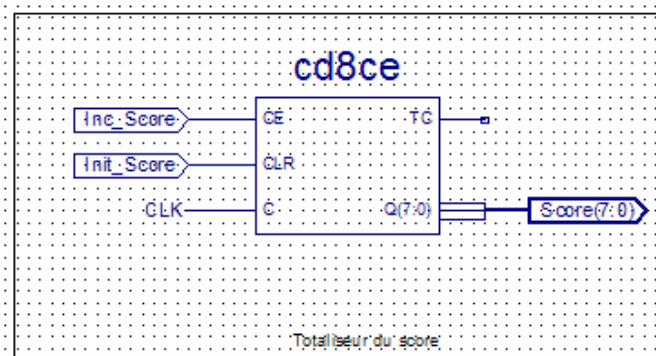 cd8ce
Inc_Score
CE
TC
Init_Score
CLR
CLK
C
Q(7:0)
Score(7:0)
Totaliseur du score